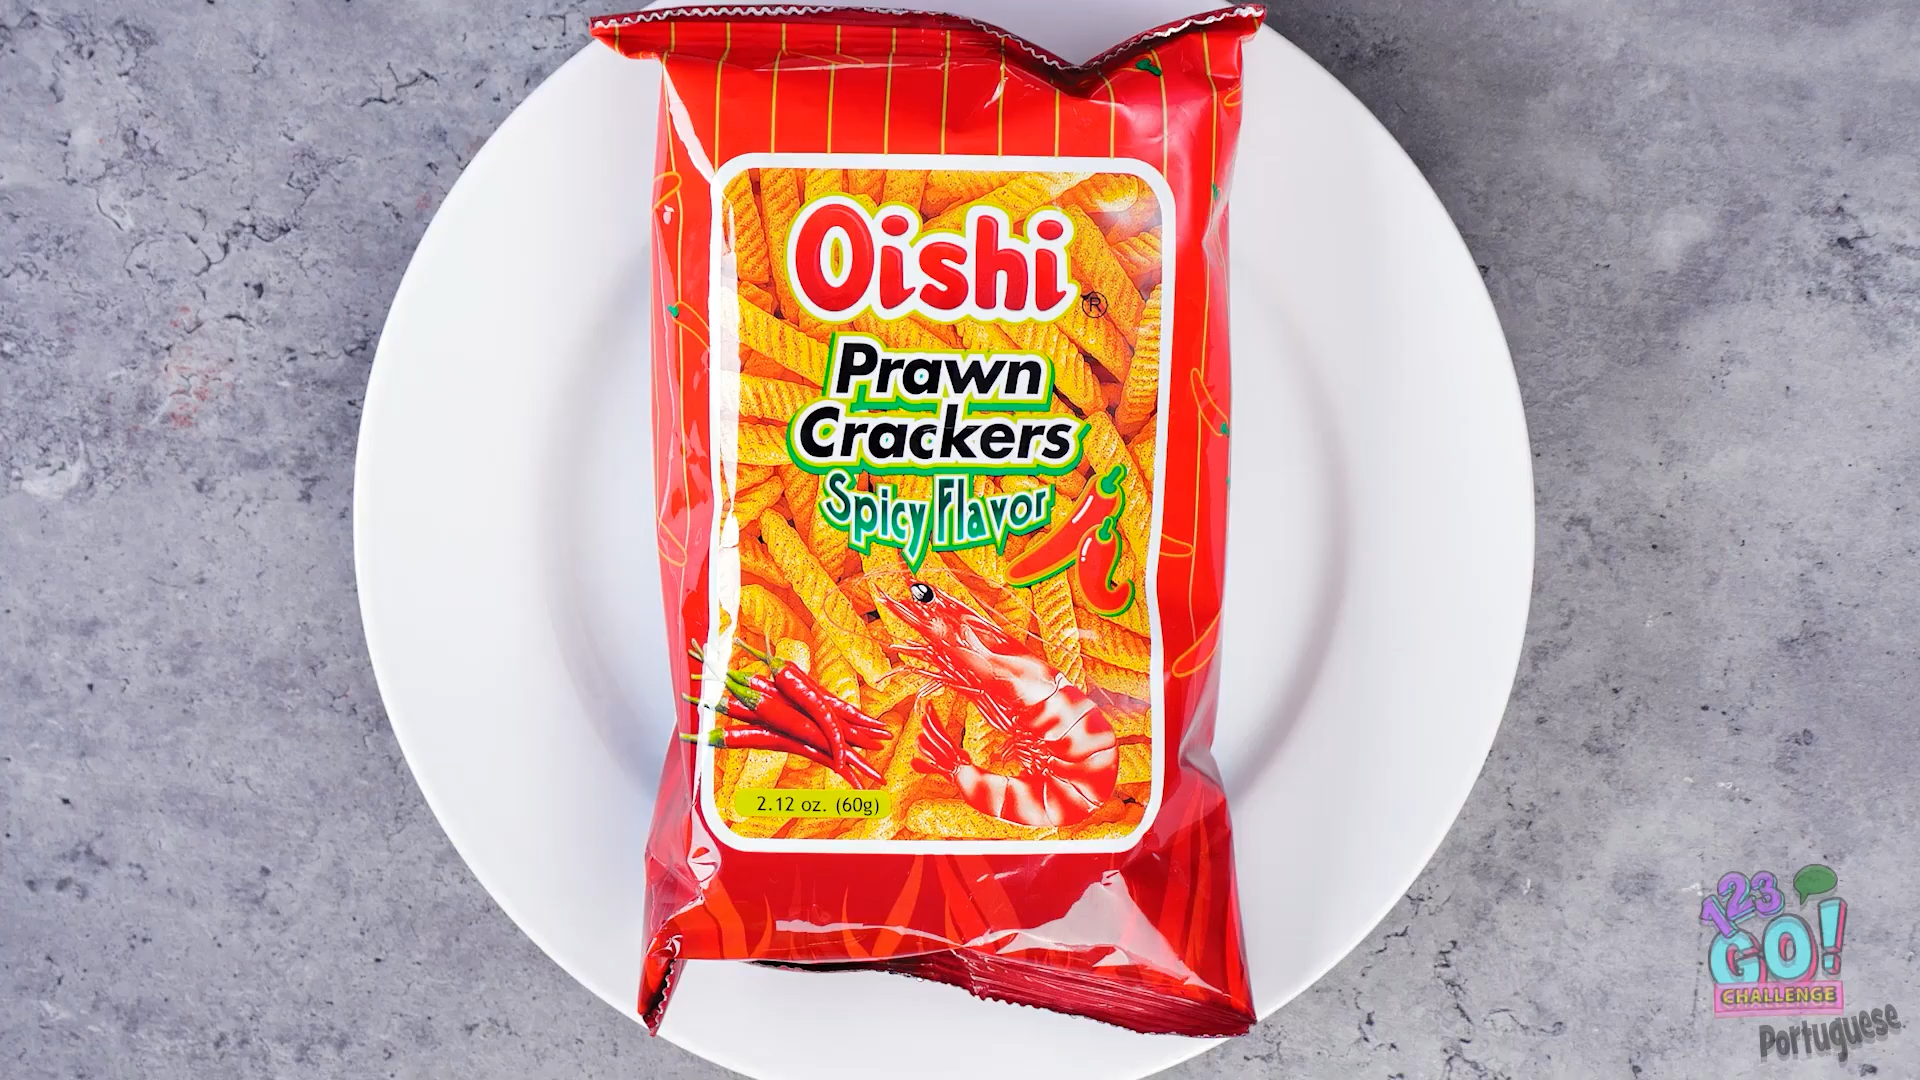 Oishi®
Prawn
Crackers
Spicy Flavor
2.12 oz. (60g)
123
GO!
CHALLENGE
Portuguese